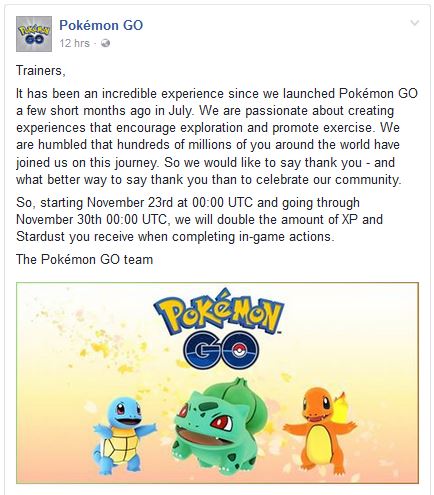 Pokémon GO
12 hrs ·
Trainers,
It has been an incredible experience since we launched Pokémon GO
a few short months ago in July. We are passionate about creating
experiences that encourage exploration and promote exercise. We
are humbled that hundreds of millions of you around the world have
joined us on this journey. So we would like to say thank you - and
what better way to say thank you than to celebrate our community.
So, starting November 23rd at 00:00 UTC and going through
November 30th 00:00 UTC, we will double the amount of XP and
Stardust you receive when completing in-game actions.
The Pokémon GO team
POKéMON
GO